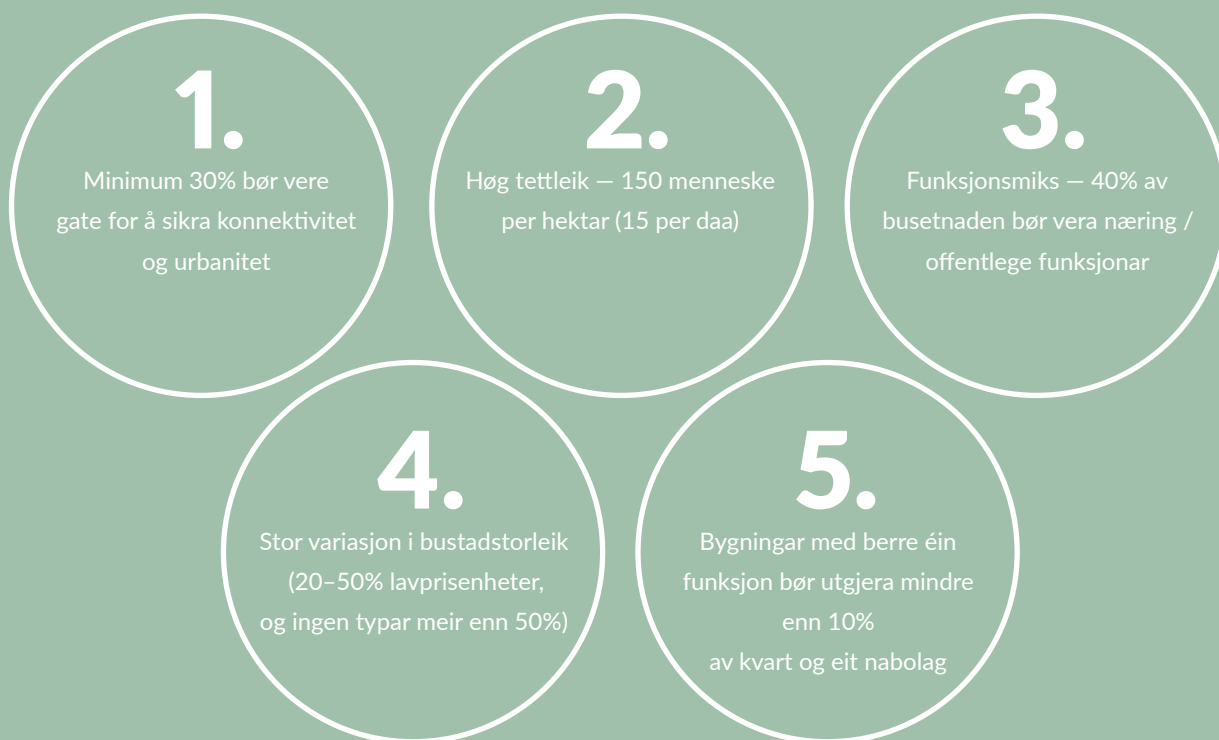 1.
Minimum 30% bør vere
gate for å sikra konnektivitet
og urbanitet
2.
Høg tettleik — 150 menneske
per hektar (15 per daa)
3.
Funksjonsmiks — 40% av
busetnaden bør vera næring /
offentlege funksjonar
4.
Stor variasjon i bustadstorleik
(20–50% lavprisenheter,
og ingen typar meir enn 50%)
5.
Bygningar med berre éin
funksjon bør utgjera mindre
enn 10%
av kvart og eit nabolag